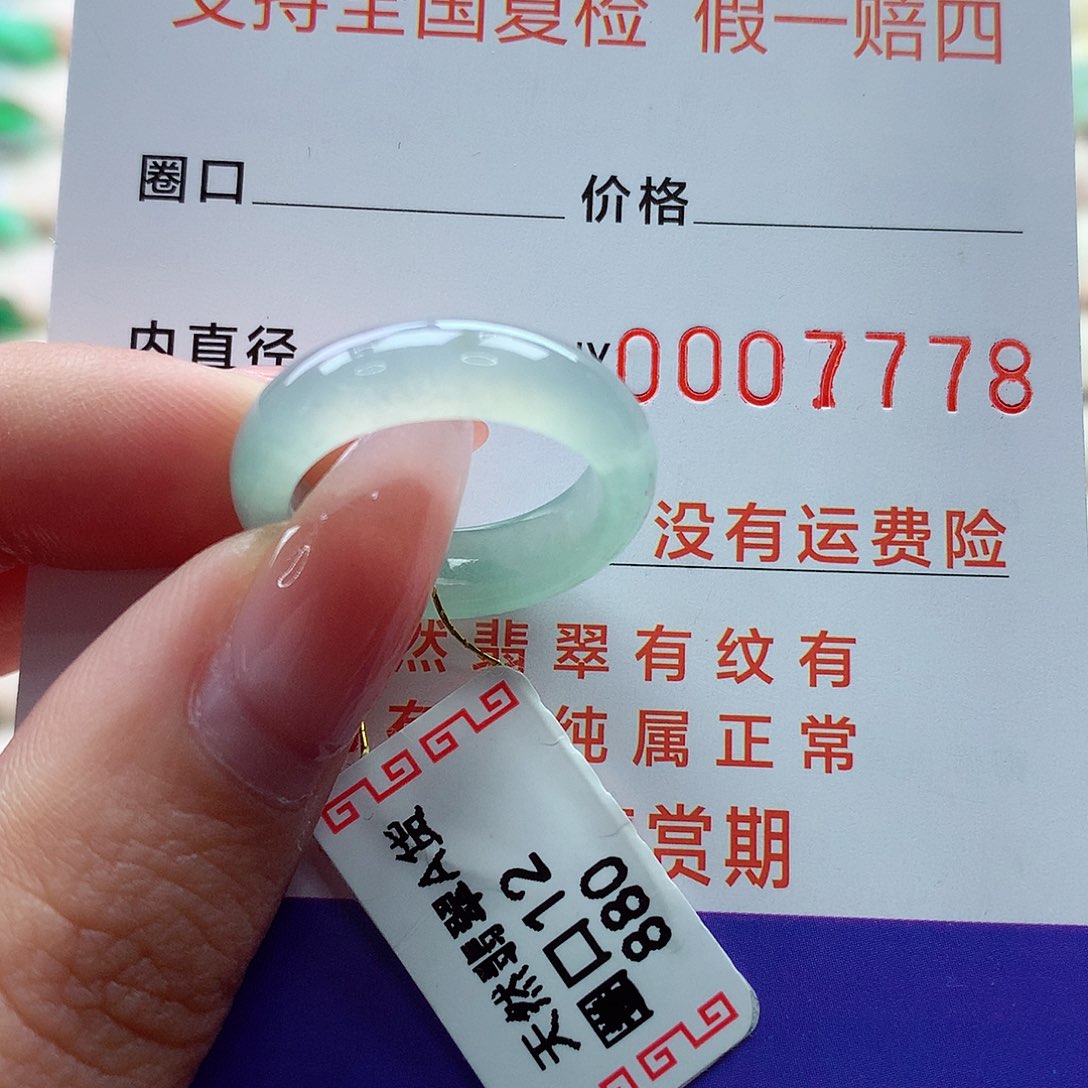 支持全国复检 假一赔四
圈口 价格
内直径 0007778
没有运费险
然翡翠有纹有
有 纯属正常
赏期
天然翡翠A货
圈口12
880